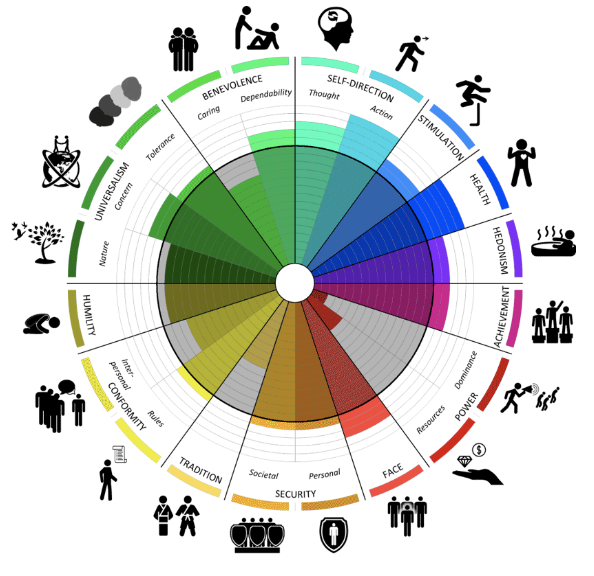 BENEVOLENCE
Caring
Dependability
SELF-DIRECTION
Thought
Action
STIMULATION
HEALTH
HEDONISM
ACHIEVEMENT
Dominance
POWER
Resources
FACE
Personal
SECURITY
Societal
TRADITION
Rules
CONFORMITY
Inter-
personal
HUMILITY
Nature
UNIVERSALISM
Concern
Tolerance
$